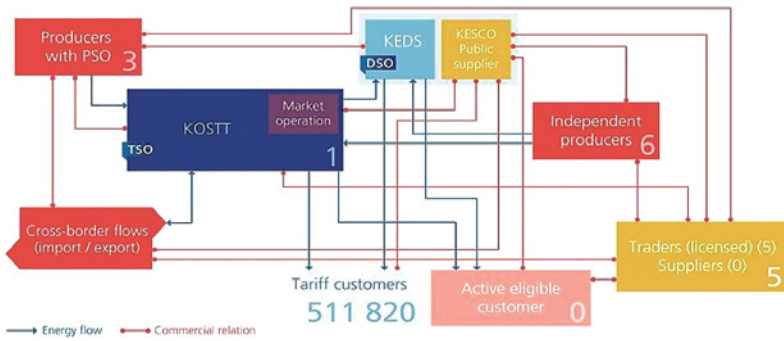 Producers
with PSO
3
KEDS
DSO
KESCO
Public
supplier
KOSTT
Market
operation
TSO
1
Independent
producers
6
Cross-border flows
(import / export)
Traders (licensed) (5)
Suppliers (0)
5
Tariff customers
511 820
Active eligible
customer
0
Energy flow
Commercial relation